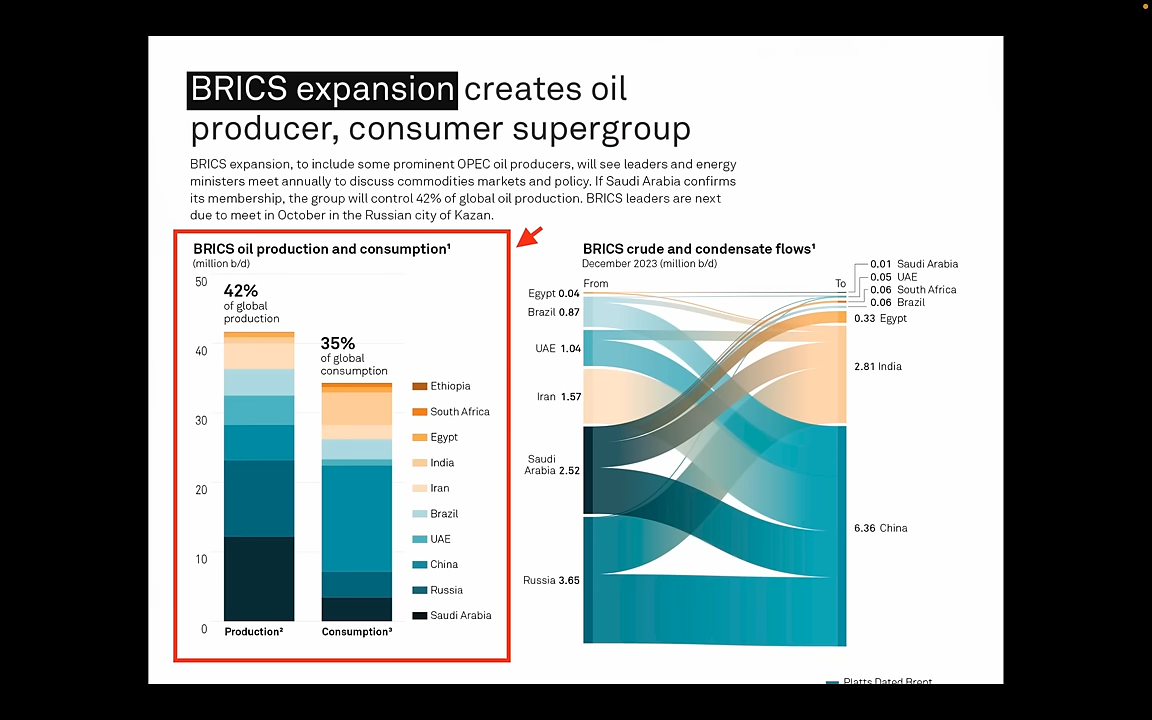 BRICS expansion creates oil
producer, consumer supergroup
BRICS expansion, to include some prominent OPEC oil producers, will see leaders and energy
ministers meet annually to discuss commodities markets and policy. If Saudi Arabia confirms
its membership, the group will control 42% of global oil production. BRICS leaders are next
due to meet in October in the Russian city of Kazan.
BRICS oil production and consumption¹
(million b/d)
50
40
30
20
10
0
42%
of global
production
35%
of global
consumption
Production²
Consumption³
Ethiopia
South Africa
Egypt
India
Iran
Brazil
UAE
China
Russia
Saudi Arabia
BRICS crude and condensate flows¹
December 2023 (million b/d)
From
Egypt 0.04
Brazil 0.87
UAE 1.04
Iran 1.57
Saudi
Arabia 2.52
Russia 3.65
To
0.01 Saudi Arabia
0.05 UAE
0.06 South Africa
0.06 Brazil
0.33 Egypt
2.81 India
6.36 China
Platts Dated Brent